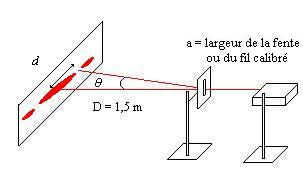 a = largeur de la fente
ou du fil calibré
d
θ
D = 1,5 m